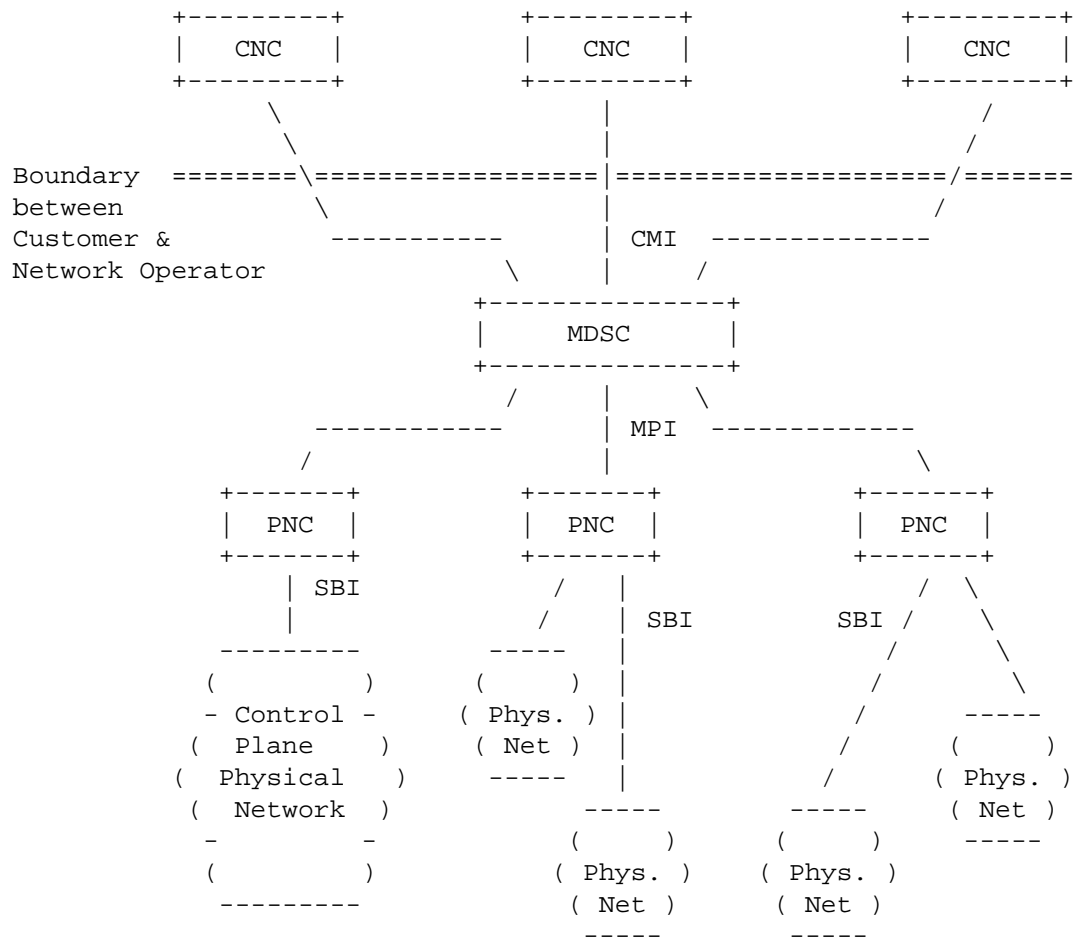 CNC CNC CNC
Boundary
between
Customer & CMI
Network Operator
MDSC
MPI
PNC PNC PNC
SBI
SBI SBI
Control Phys.
Plane Net
Physical
Network
Phys.
Net
Phys. Phys.
Net Net